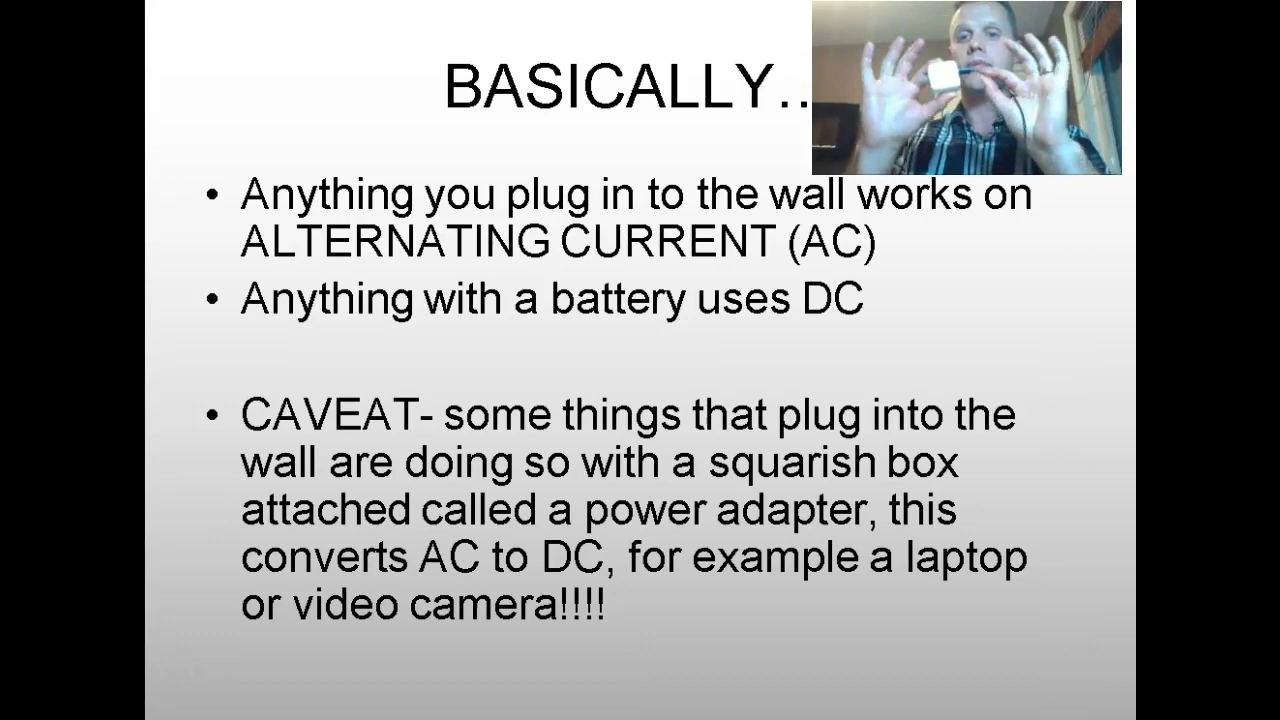 BASICALLY..
• Anything you plug in to the wall works on
ALTERNATING CURRENT (AC)
• Anything with a battery uses DC
• CAVEAT- some things that plug into the
wall are doing so with a squarish box
attached called a power adapter, this
converts AC to DC, for example a laptop
or video camera!!!!